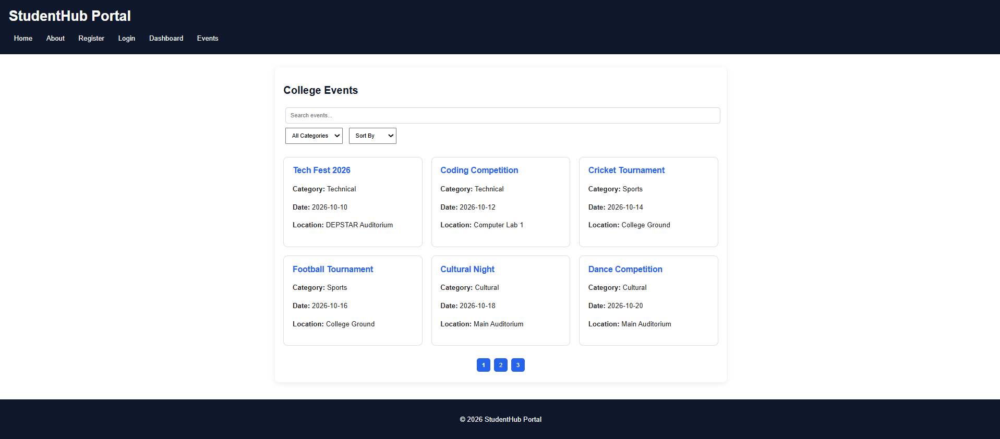 StudentHub Portal
Home About Register Login Dashboard Events
College Events
Search events...
All Categories Sort By
Tech Fest 2026
Category: Technical
Date: 2026-10-10
Location: DEPSTAR Auditorium
Coding Competition
Category: Technical
Date: 2026-10-12
Location: Computer Lab 1
Cricket Tournament
Category: Sports
Date: 2026-10-14
Location: College Ground
Football Tournament
Category: Sports
Date: 2026-10-16
Location: College Ground
Cultural Night
Category: Cultural
Date: 2026-10-18
Location: Main Auditorium
Dance Competition
Category: Cultural
Date: 2026-10-20
Location: Main Auditorium
1 2 3
© 2026 StudentHub Portal